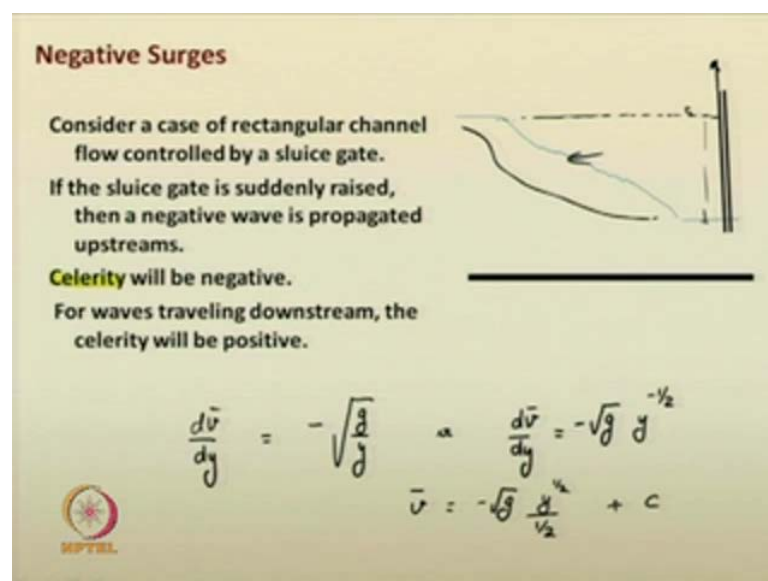 Negative Surges
Consider a case of rectangular channel
flow controlled by a sluice gate.
If the sluice gate is suddenly raised,
then a negative wave is propagated
upstreams.
Celerity will be negative.
For waves traveling downstream, the
celerity will be positive.
dv̄/dy = -√(g/y) or dv̄/dy = -√g y^(-1/2)
v̄ = -√g y^(1/2)/(1/2) + c
NPTEL